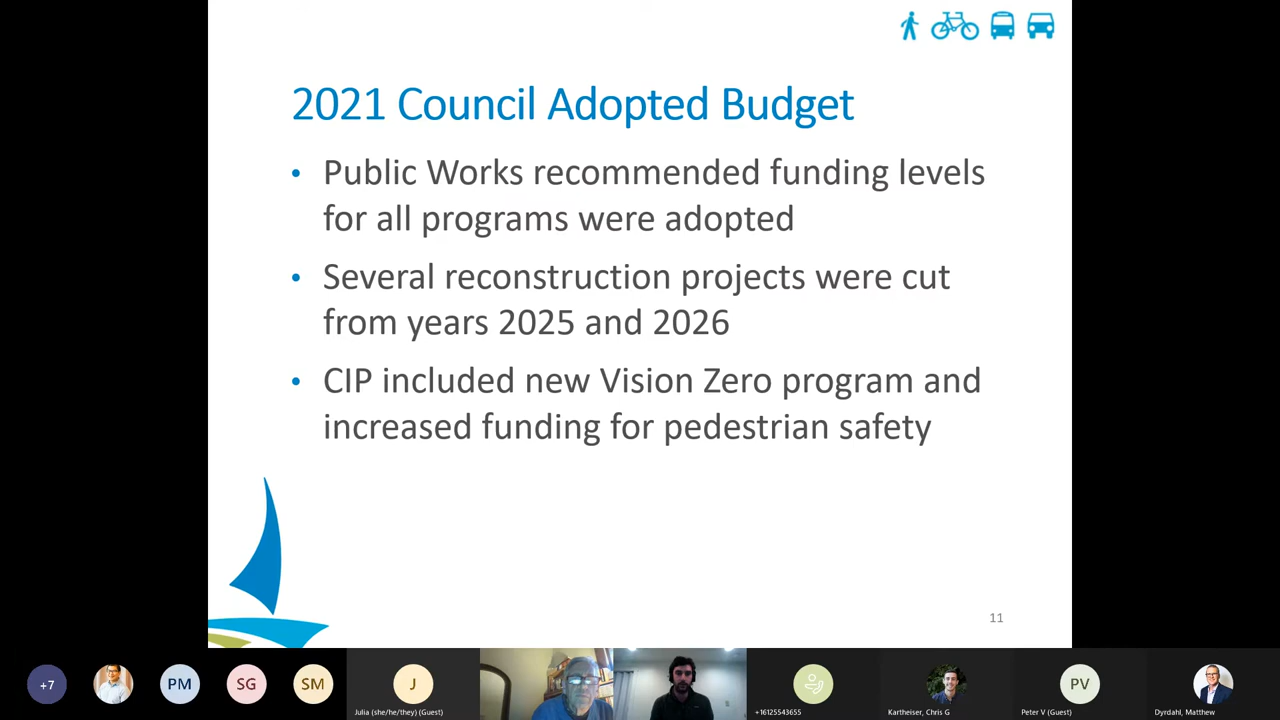 2021 Council Adopted Budget
• Public Works recommended funding levels
for all programs were adopted
• Several reconstruction projects were cut
from years 2025 and 2026
• CIP included new Vision Zero program and
increased funding for pedestrian safety
11
+7
PM
SG
SM
J
Julia (she/he/they) (Guest)
+16125543655
Kartheiser, Chris G
PV
Peter V (Guest)
Dyrdahl, Matthew